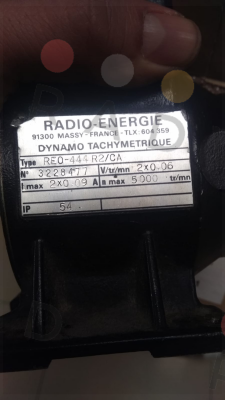 RADIO-ENERGIE
91300 MASSY-FRANCE-TLX:604 359
DYNAMO TACHYMETRIQUE
Type REO-444 R2/CA
N° 3228477 V/tr/mn 2x0.06
I max 2x0.09 A n max 5000 tr/mn
IP 54.